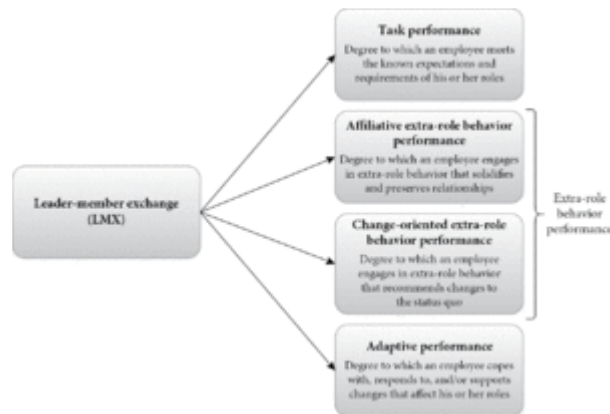 Task performance
Degree to which an employee meets
the known expectations and
requirements of his or her roles
Affiliative extra-role behavior
performance
Degree to which an employee engages
in extra-role behavior that solidifies
and preserves relationships
Leader-member exchange
(LMX)
Change-oriented extra-role
behavior performance
Degree to which an employee
engages in extra-role behavior
that recommends changes to
the status quo
Extra-role
behavior
performance
Adaptive performance
Degree to which an employee copes
with, responds to, and/or supports
changes that affect his or her roles